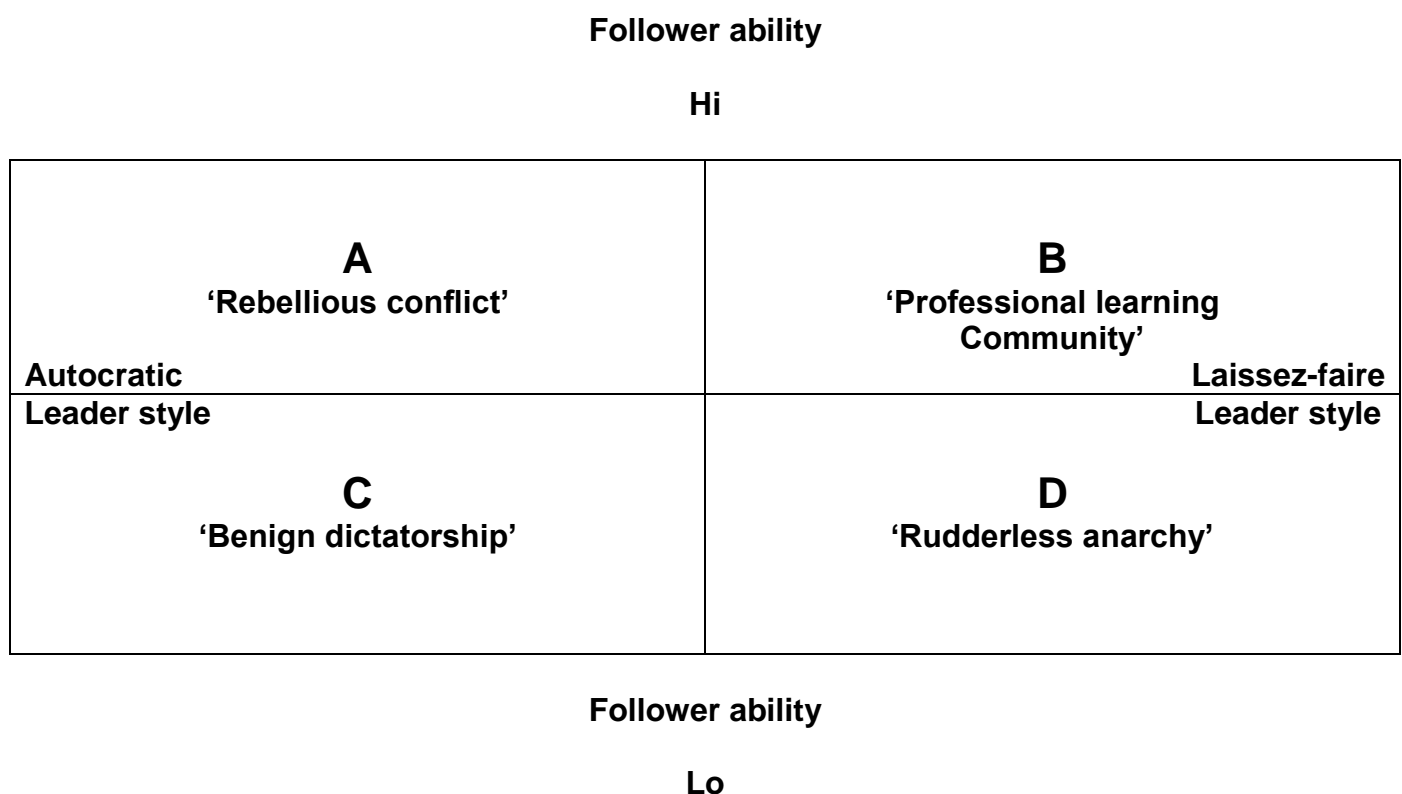 Follower ability
Hi
A
‘Rebellious conflict’
B
‘Professional learning
Community’
Autocratic
Laissez-faire
Leader style
Leader style
C
‘Benign dictatorship’
D
‘Rudderless anarchy’
Follower ability
Lo